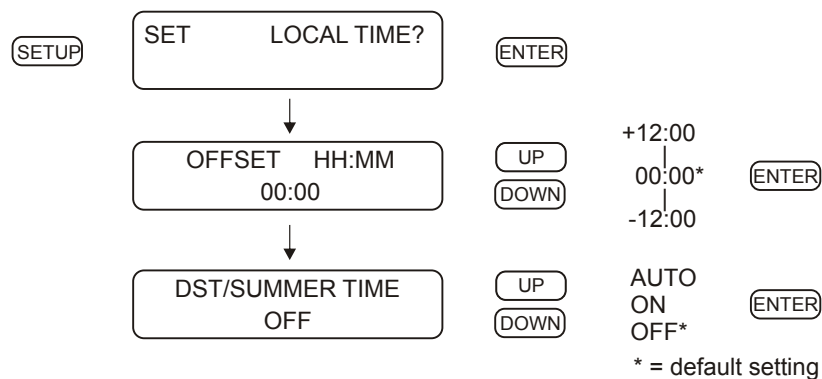 SETUP
SET LOCAL TIME?
ENTER
OFFSET HH:MM
00:00
UP
DOWN
+12:00
00:00*
-12:00
ENTER
DST/SUMMER TIME
OFF
UP
DOWN
AUTO
ON
OFF*
ENTER
* = default setting